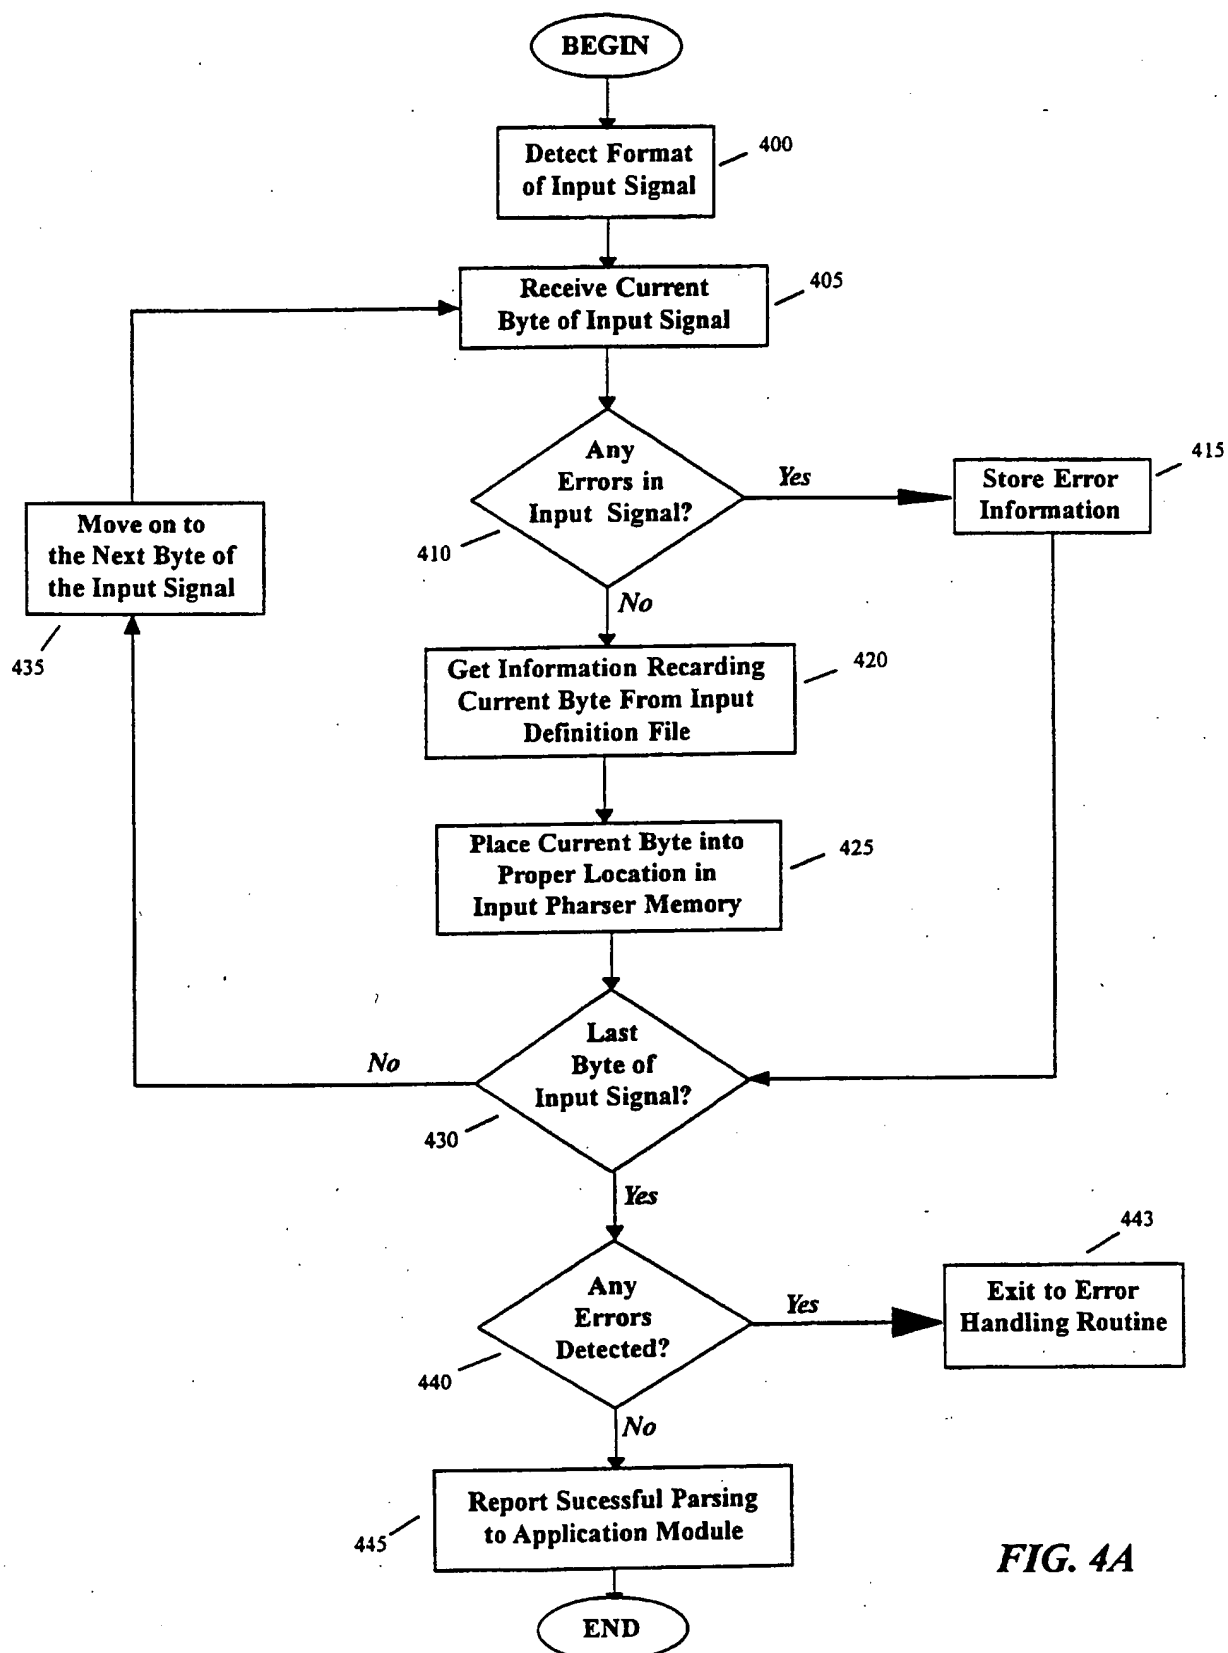 BEGIN
Detect Format
of Input Signal
400
Receive Current
Byte of Input Signal
405
Any
Errors in
Input Signal?
410
Yes
Store Error
Information
415
No
Move on to
the Next Byte of
the Input Signal
435
Get Information Recarding
Current Byte From Input
Definition File
420
Place Current Byte into
Proper Location in
Input Pharser Memory
425
Last
Byte of
Input Signal?
430
No
Yes
Any
Errors
Detected?
440
Yes
Exit to Error
Handling Routine
443
No
Report Sucessful Parsing
to Application Module
445
END
FIG. 4A